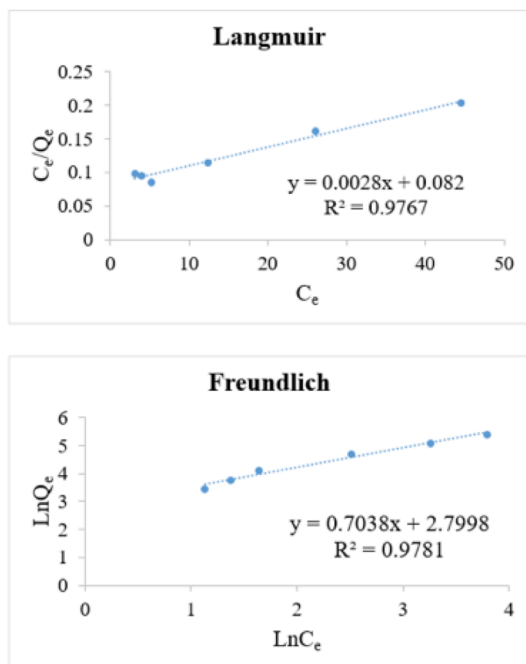 Langmuir
0.25
0.2
0.15
0.1
0.05
0
Cₑ/Qₑ
y = 0.0028x + 0.082
R² = 0.9767
0 10 20 30 40 50
Cₑ
Freundlich
6
5
4
3
2
1
0
LnQₑ
y = 0.7038x + 2.7998
R² = 0.9781
0 1 2 3 4
LnCₑ